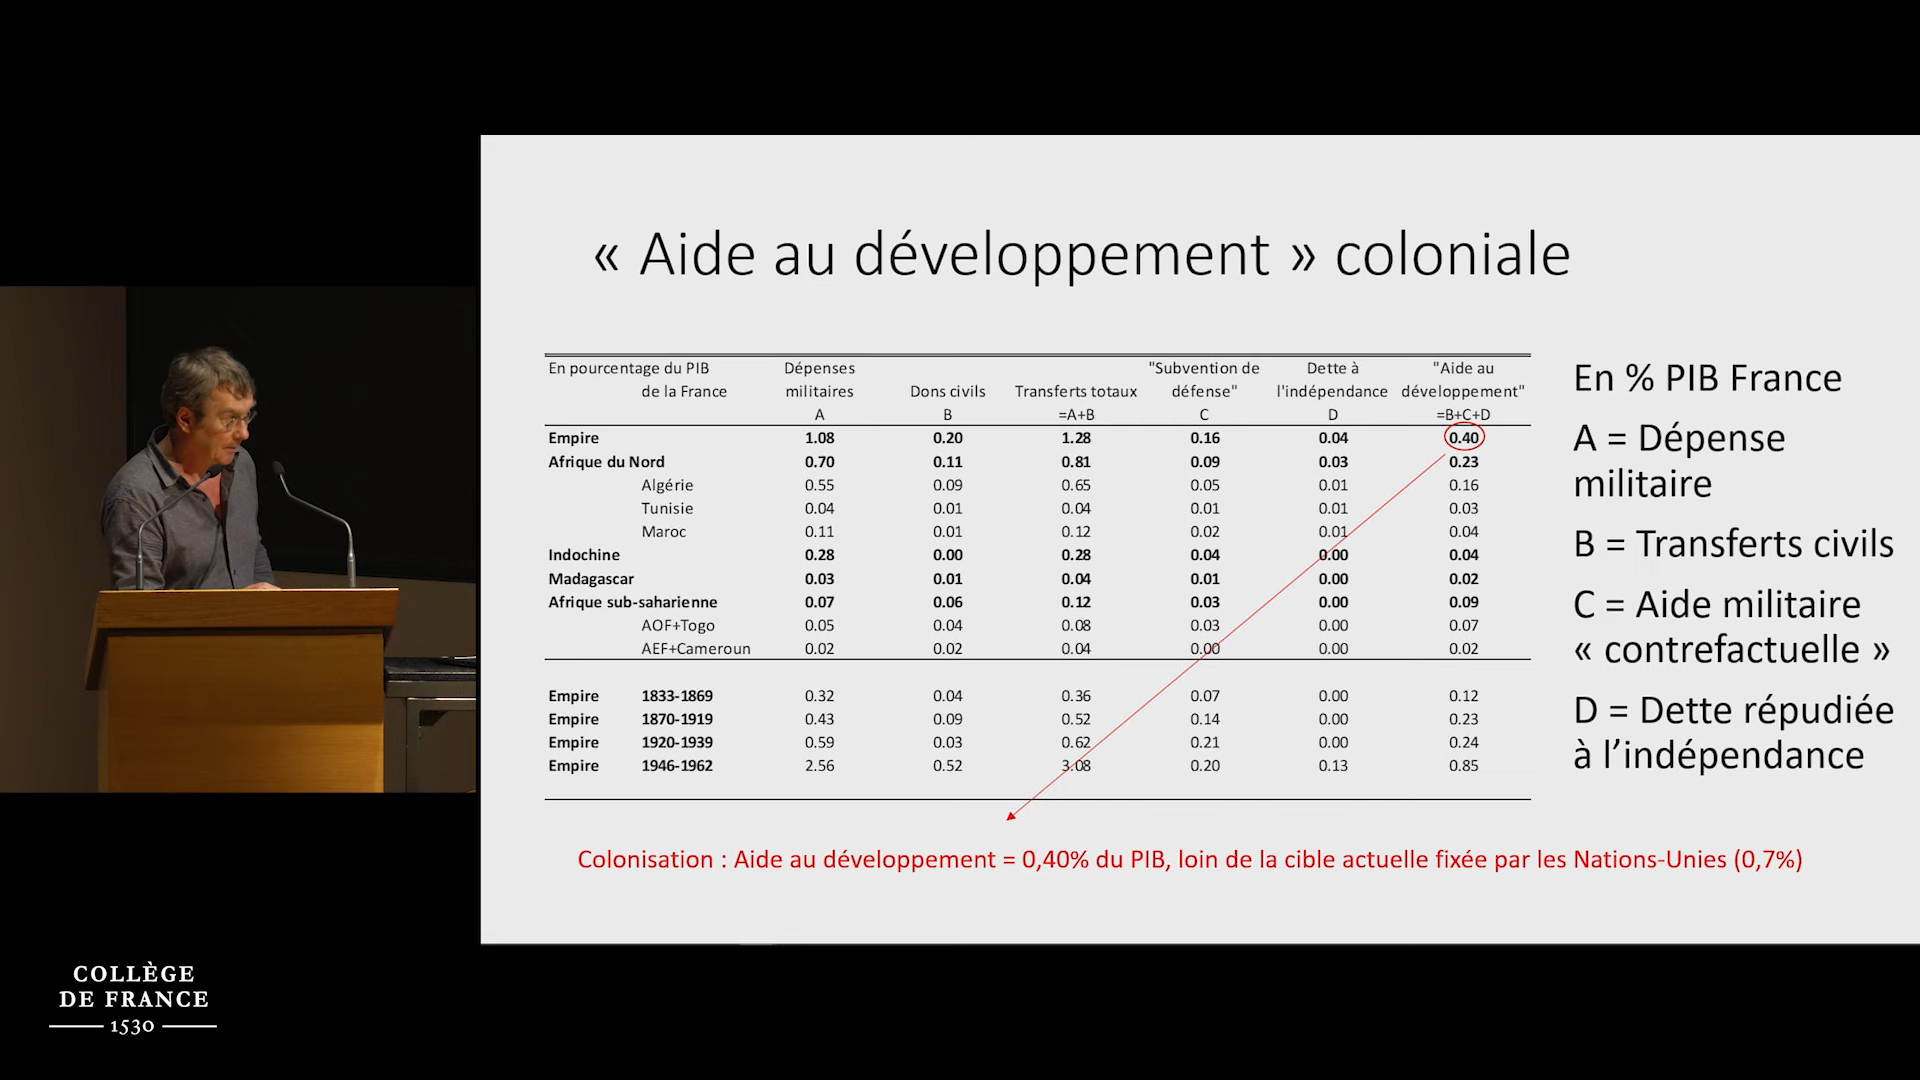 « Aide au développement » coloniale
En pourcentage du PIB de la France Dépenses militaires Dons civils Transferts totaux "Subvention de défense" Dette à l'indépendance "Aide au développement"
A B =A+B C D =B+C+D
Empire 1.08 0.20 1.28 0.16 0.04 0.40
Afrique du Nord 0.70 0.11 0.81 0.09 0.03 0.23
Algérie 0.55 0.09 0.65 0.05 0.01 0.16
Tunisie 0.04 0.01 0.04 0.01 0.01 0.03
Maroc 0.11 0.01 0.12 0.02 0.01 0.04
Indochine 0.28 0.00 0.28 0.04 0.00 0.04
Madagascar 0.03 0.01 0.04 0.01 0.00 0.02
Afrique sub-saharienne 0.07 0.06 0.12 0.03 0.00 0.09
AOF+Togo 0.05 0.04 0.08 0.03 0.00 0.07
AEF+Cameroun 0.02 0.02 0.04 0.00 0.00 0.02
Empire 1833-1869 0.32 0.04 0.36 0.07 0.00 0.12
Empire 1870-1919 0.43 0.09 0.52 0.14 0.00 0.23
Empire 1920-1939 0.59 0.03 0.62 0.21 0.00 0.24
Empire 1946-1962 2.56 0.52 3.08 0.20 0.13 0.85
En % PIB France
A = Dépense
militaire
B = Transferts civils
C = Aide militaire
« contrefactuelle »
D = Dette répudiée
à l'indépendance
Colonisation : Aide au développement = 0,40% du PIB, loin de la cible actuelle fixée par les Nations-Unies (0,7%)
COLLÈGE
DE FRANCE
1530